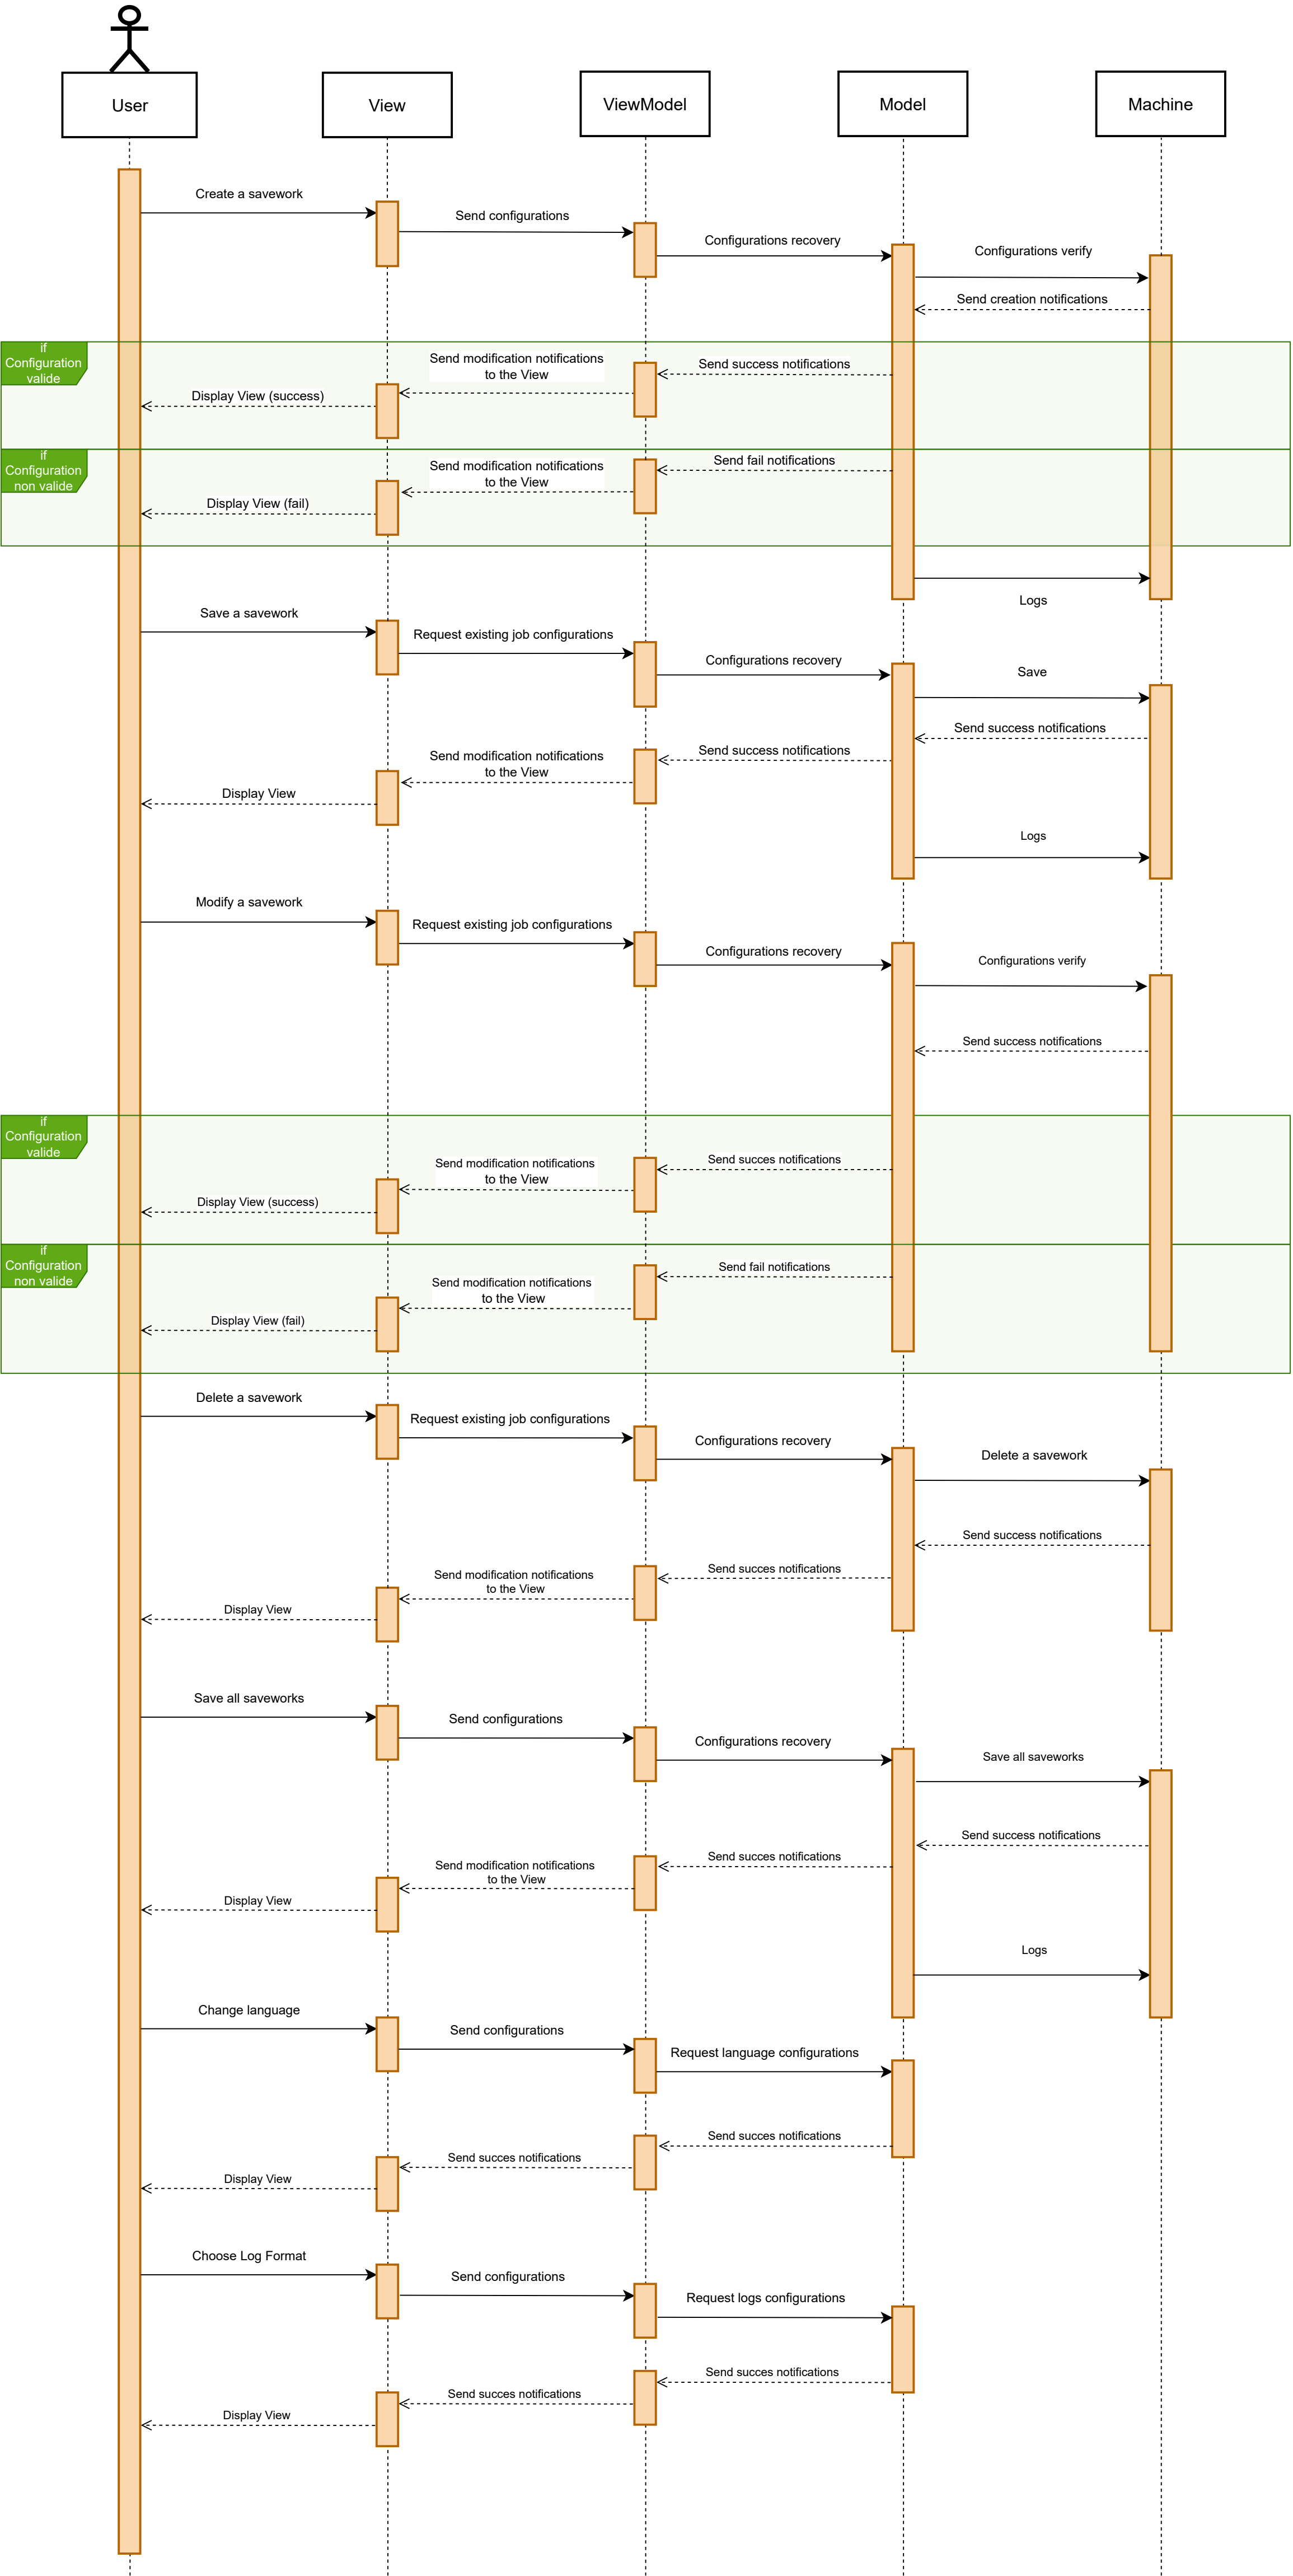 User
View
ViewModel
Model
Machine
Create a savework
Send configurations
Configurations recovery
Configurations verify
Send creation notifications
if
Configuration
valide
Send modification notifications
to the View
Send success notifications
Display View (success)
if
Configuration
non valide
Send modification notifications
to the View
Send fail notifications
Display View (fail)
Logs
Save a savework
Request existing job configurations
Configurations recovery
Save
Send success notifications
Send success notifications
Send modification notifications
to the View
Display View
Logs
Modify a savework
Request existing job configurations
Configurations recovery
Configurations verify
Send success notifications
if
Configuration
valide
Send succes notifications
Send modification notifications
to the View
Display View (success)
if
Configuration
non valide
Send fail notifications
Send modification notifications
to the View
Display View (fail)
Delete a savework
Request existing job configurations
Configurations recovery
Delete a savework
Send success notifications
Send succes notifications
Send modification notifications
to the View
Display View
Save all saveworks
Send configurations
Configurations recovery
Save all saveworks
Send success notifications
Send succes notifications
Send modification notifications
to the View
Display View
Logs
Change language
Send configurations
Request language configurations
Send succes notifications
Send succes notifications
Display View
Choose Log Format
Send configurations
Request logs configurations
Send succes notifications
Send succes notifications
Display View